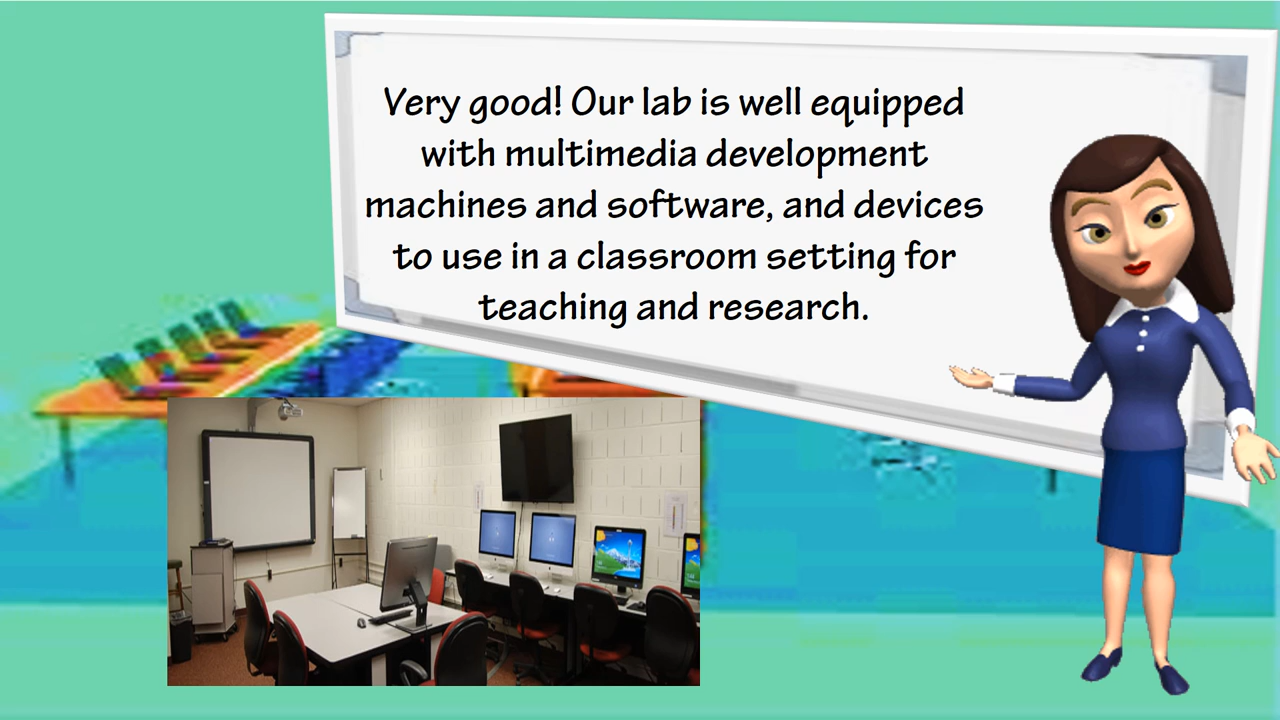 Very good! Our lab is well equipped
with multimedia development
machines and software, and devices
to use in a classroom setting for
teaching and research.